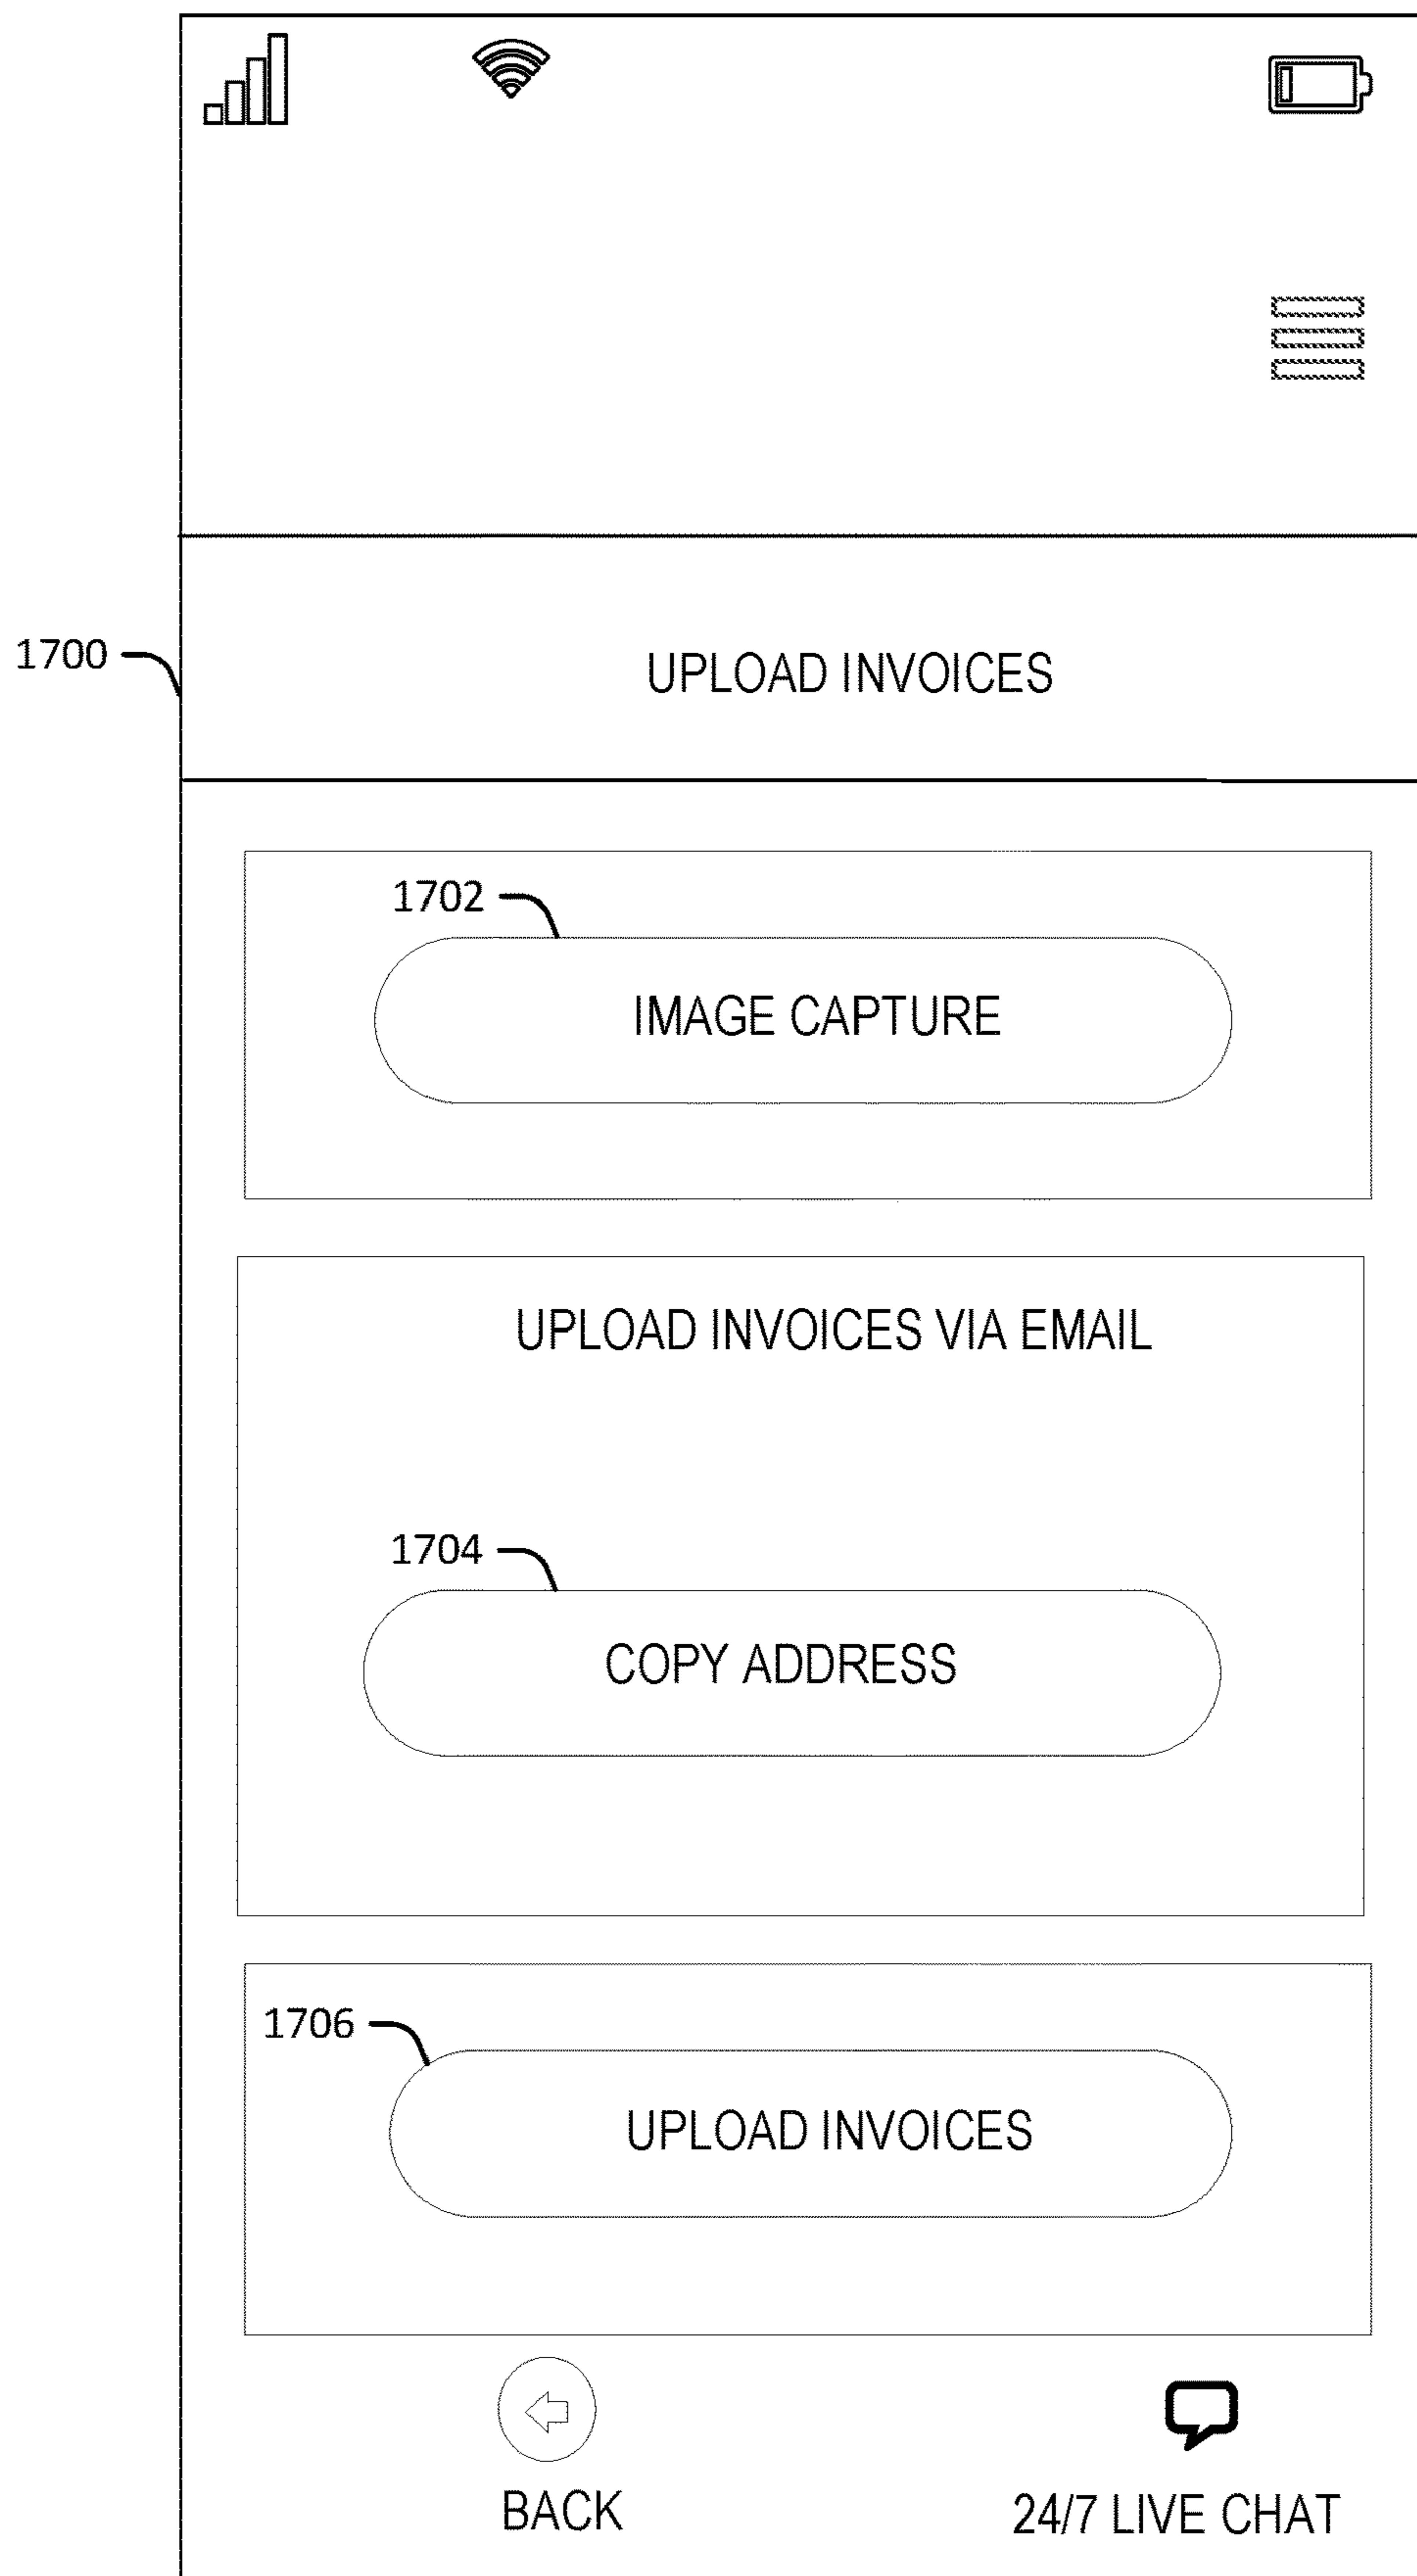 1700
UPLOAD INVOICES
1702
IMAGE CAPTURE
UPLOAD INVOICES VIA EMAIL
1704
COPY ADDRESS
1706
UPLOAD INVOICES
BACK
24/7 LIVE CHAT